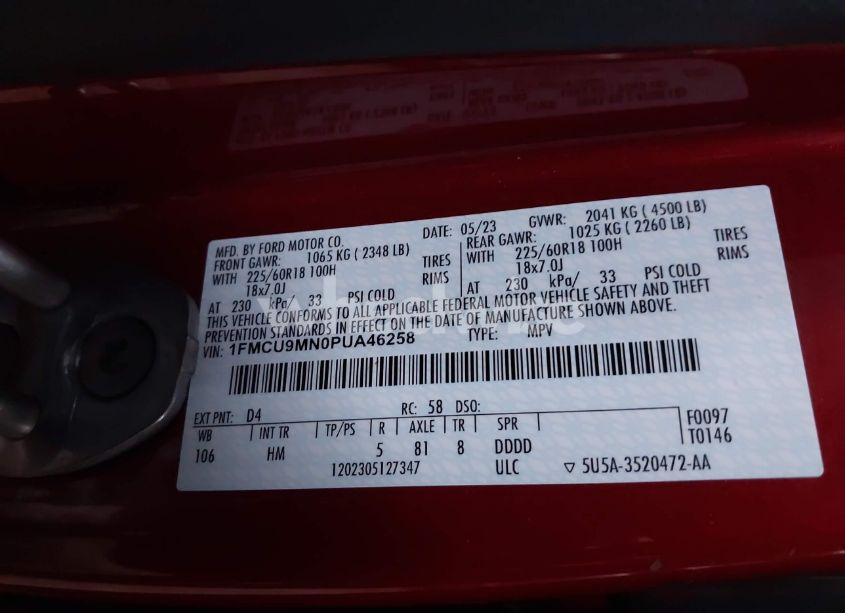 MFD. BY FORD MOTOR CO. DATE: 05/23 GVWR: 2041 KG ( 4500 LB)
FRONT GAWR: 1065 KG ( 2348 LB) REAR GAWR: 1025 KG ( 2260 LB)
WITH 225/60R18 100H TIRES WITH 225/60R18 100H TIRES
18x7.0J RIMS 18x7.0J RIMS
AT 230 kPa/ 33 PSI COLD AT 230 kPa/ 33 PSI COLD
THIS VEHICLE CONFORMS TO ALL APPLICABLE FEDERAL MOTOR VEHICLE SAFETY AND THEFT
PREVENTION STANDARDS IN EFFECT ON THE DATE OF MANUFACTURE SHOWN ABOVE.
VIN: 1FMCU9MN0PUA46258 TYPE: MPV
EXT PNT: D4 RC: 58 DSO: F0097
WB INT TR TP/PS R AXLE TR SPR T0146
106 HM 5 81 8 DDDD
1202305127347 ULC ▽ 5U5A-3520472-AA